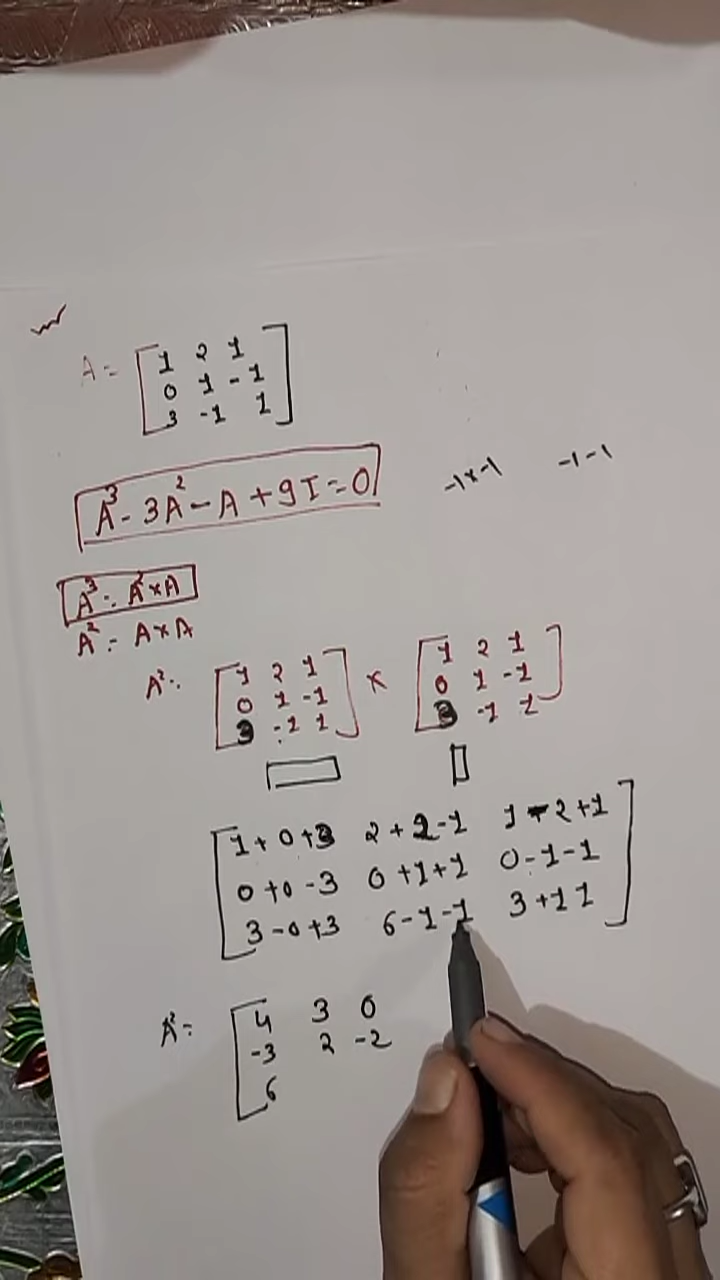 A = [ 1 2 1
0 1 -1
3 -1 1 ]
A³ - 3A² - A + 9I = 0
-1×-1 -1-1
A³ = A² × A
A² = A × A
A² = [ 1 2 1 ] × [ 1 2 1 ]
[ 0 1 -1 ] [ 0 1 -1 ]
[ 3 -1 1 ] [ 3 -1 1 ]
[ 1+0+3 2+2-1 1-2+1 ]
0+0-3 0+1+1 0-1-1
3-0+3 6-1-1 3+1 1
A² = [ 4 3 0
-3 2 -2
6